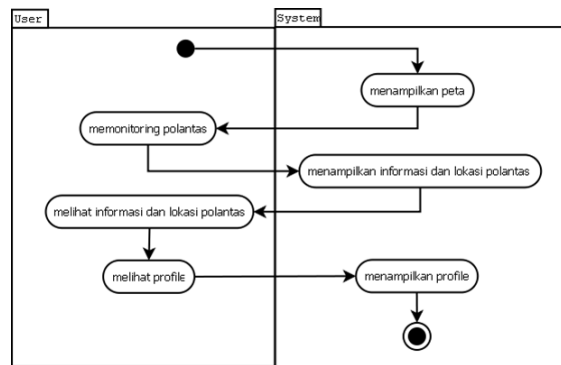 User
System
menampilkan peta
memonitoring polantas
menampilkan informasi dan lokasi polantas
melihat informasi dan lokasi polantas
melihat profile
menampilkan profile